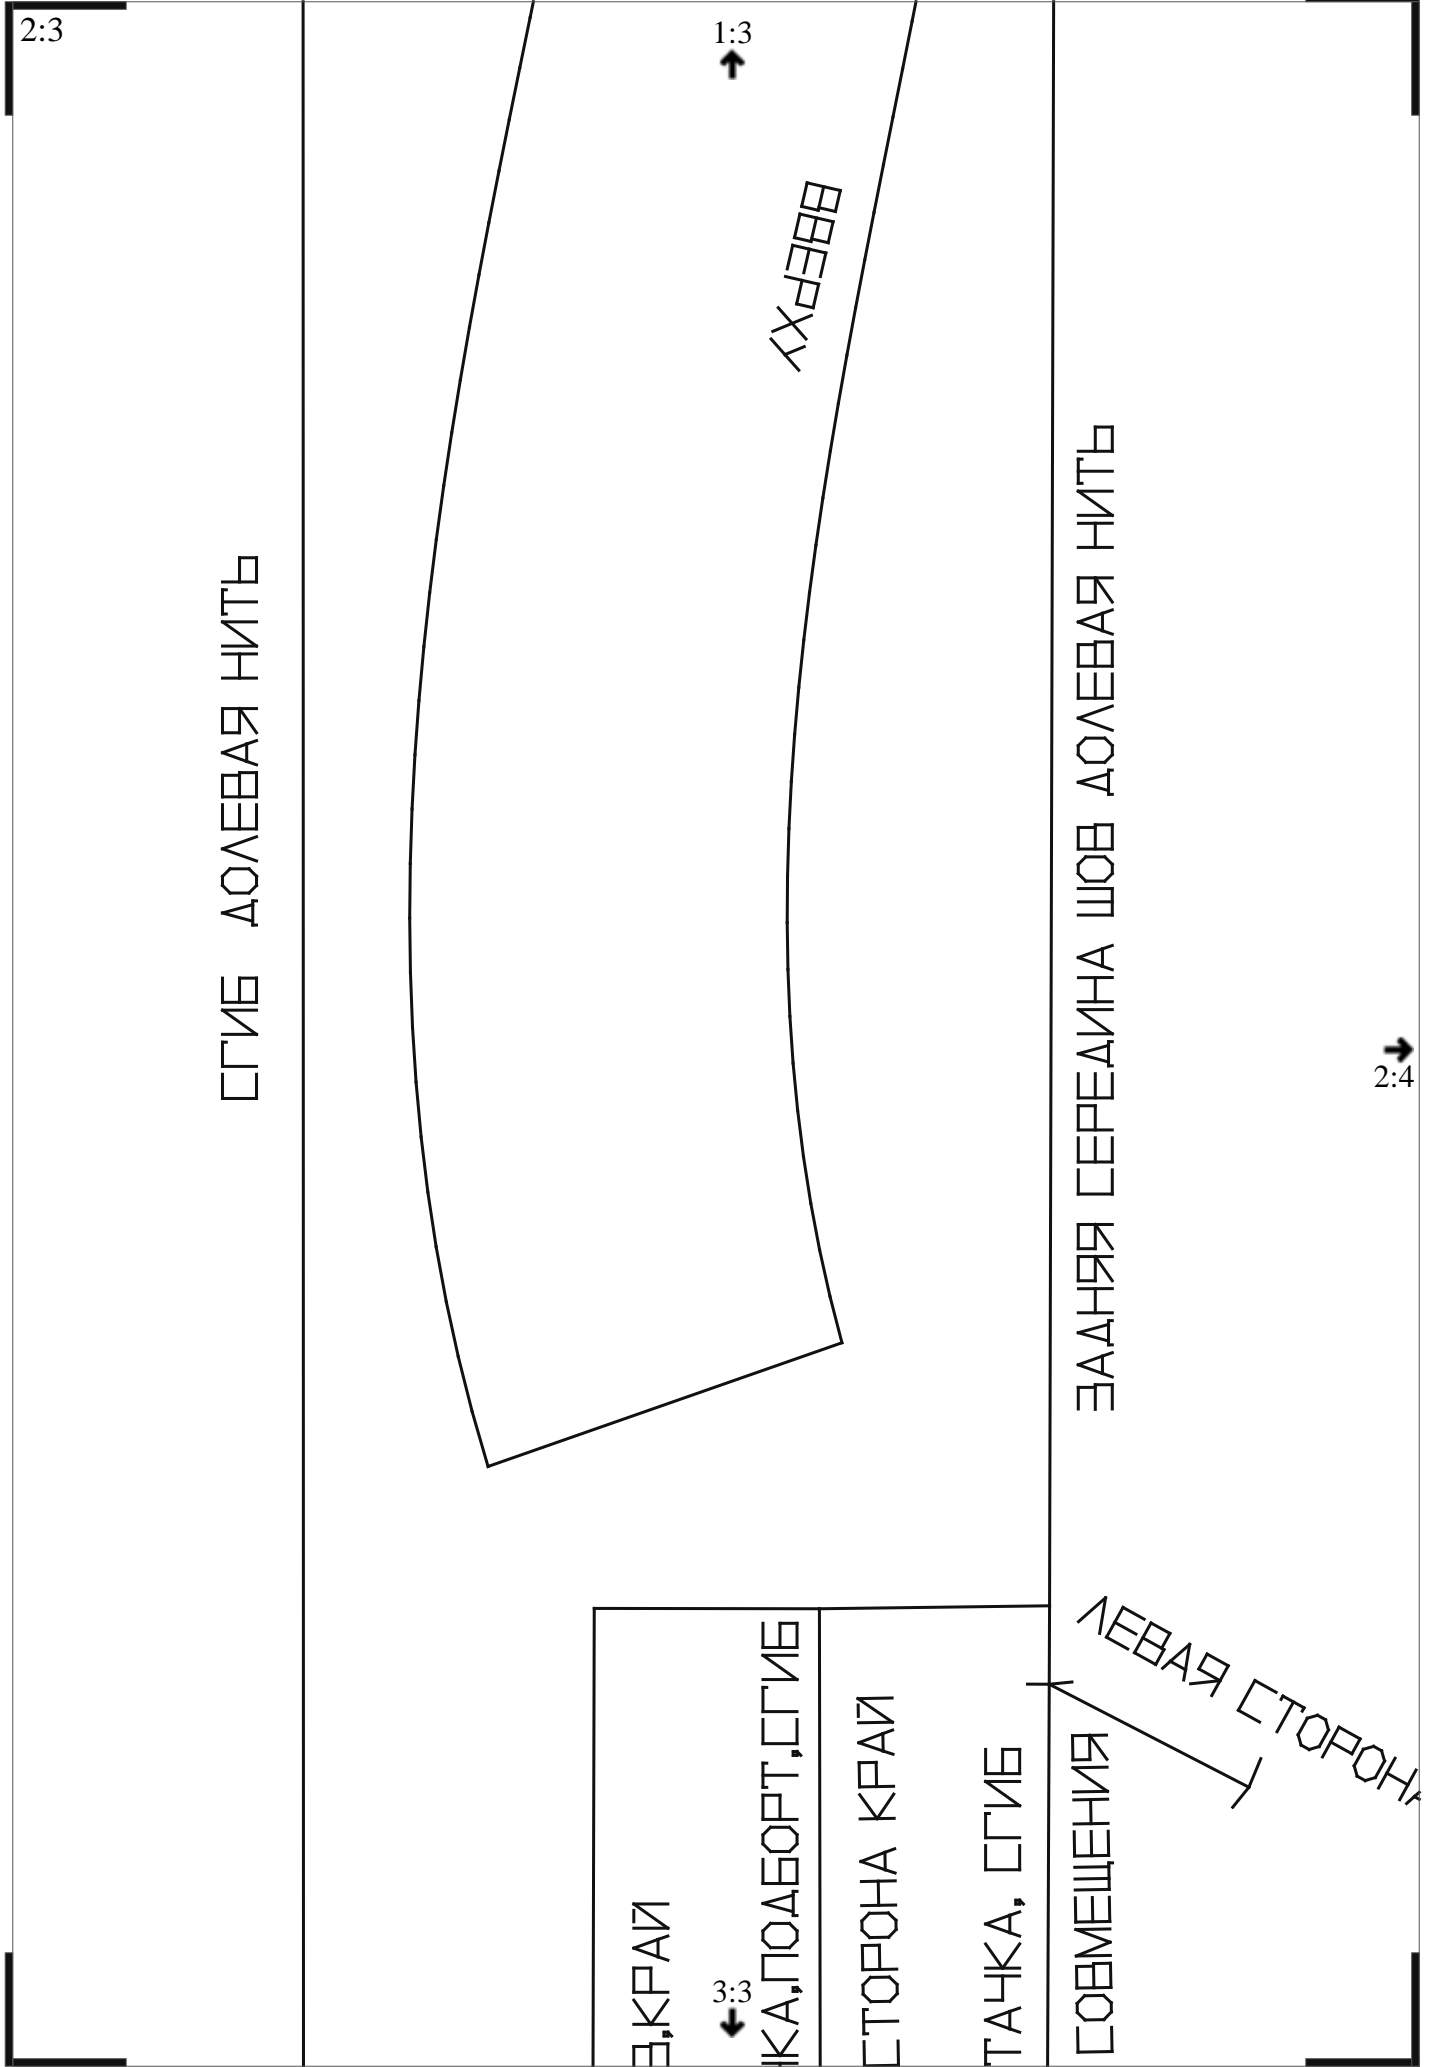 2:3
1:3
ВВЕРХУ
СГИБ ДОЛЕВАЯ НИТЬ
ЗАДНЯЯ СЕРЕДИНА ШОВ ДОЛЕВАЯ НИТЬ
2:4
ЛЕВАЯ СТОРОНА
КРАЙ
КА,ПОДБОРТ,СГИБ
СТОРОНА КРАЙ
ТАЧКА, СГИБ
СОВМЕЩЕНИЯ
3:3